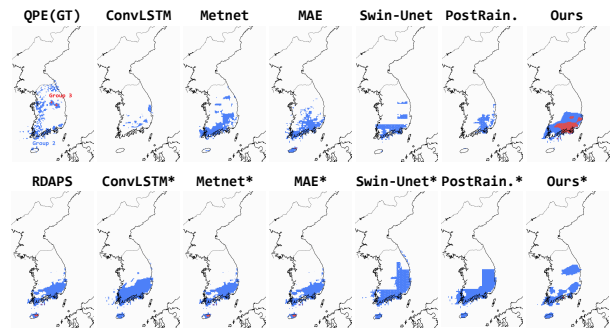 QPE(GT) ConvLSTM Metnet MAE Swin-Unet PostRain. Ours
Group 3
Group 2
RDAPS ConvLSTM* Metnet* MAE* Swin-Unet* PostRain.* Ours*